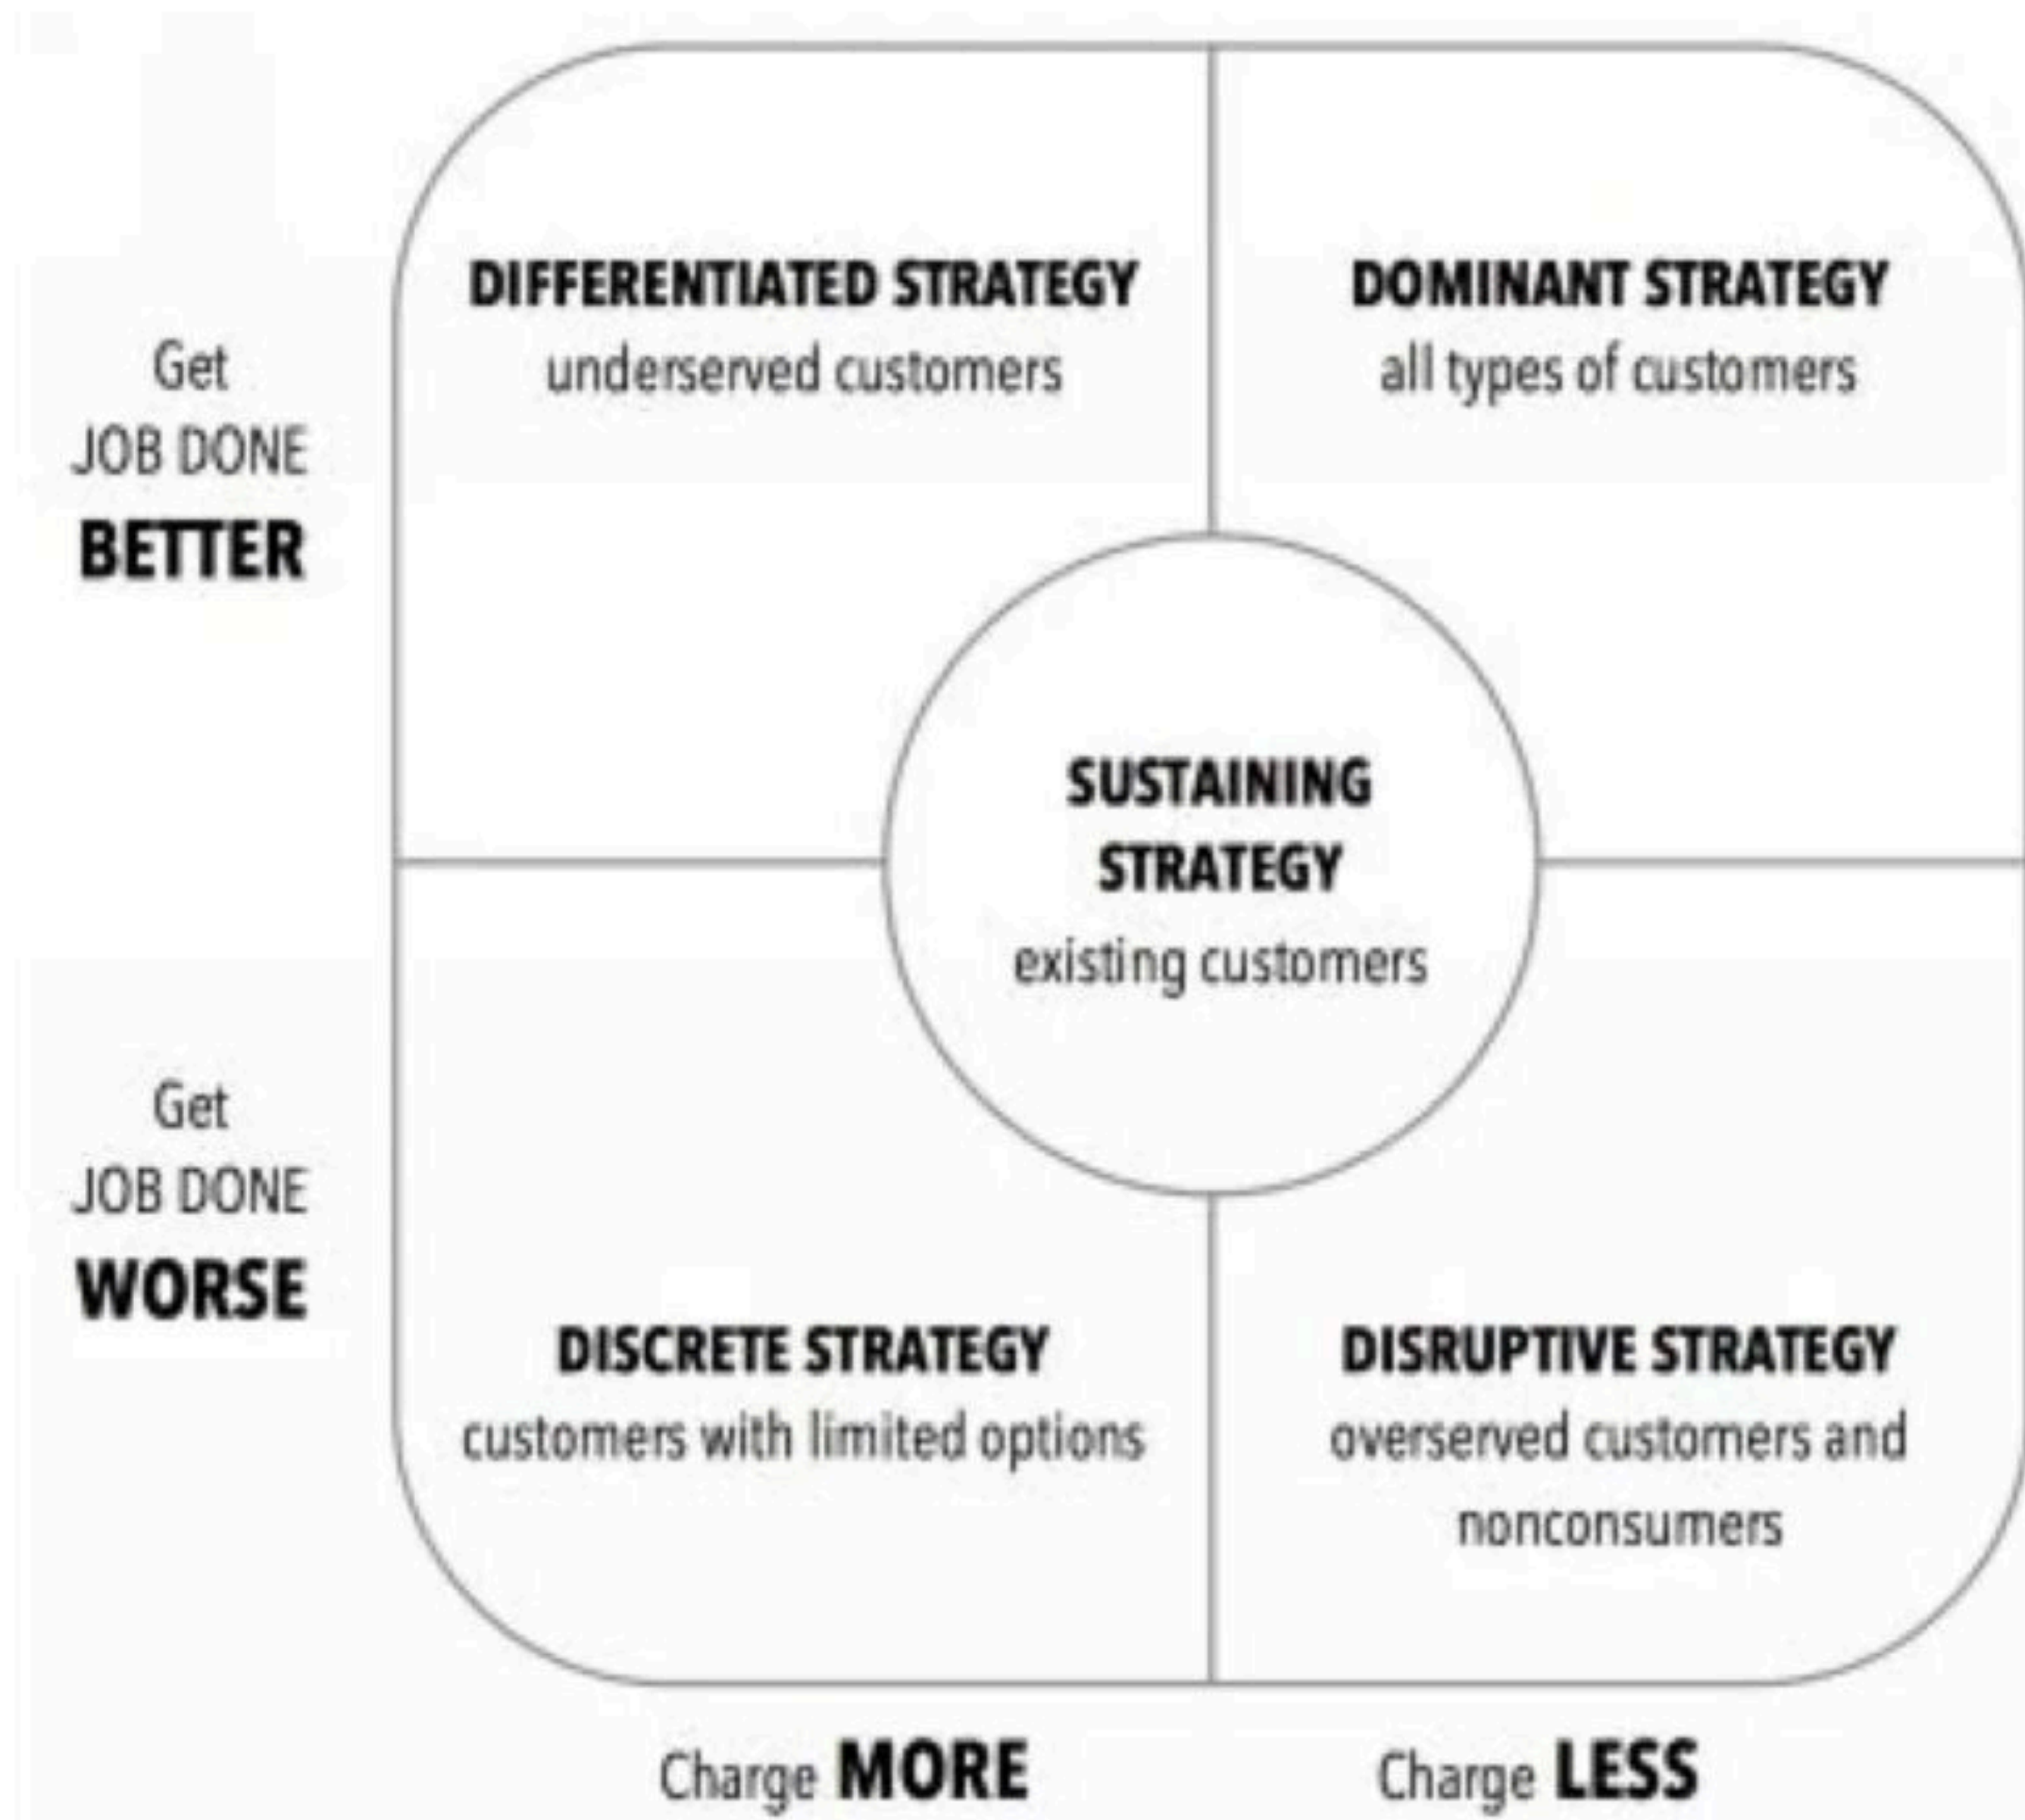 DIFFERENTIATED STRATEGY
underserved customers
DOMINANT STRATEGY
all types of customers
Get
JOB DONE
BETTER
SUSTAINING
STRATEGY
existing customers
Get
JOB DONE
WORSE
DISCRETE STRATEGY
customers with limited options
DISRUPTIVE STRATEGY
overserved customers and
nonconsumers
Charge MORE
Charge LESS